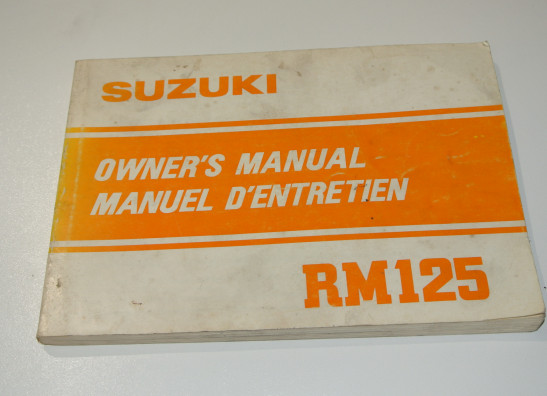 SUZUKI
OWNER'S MANUAL
MANUEL D'ENTRETIEN
RM125